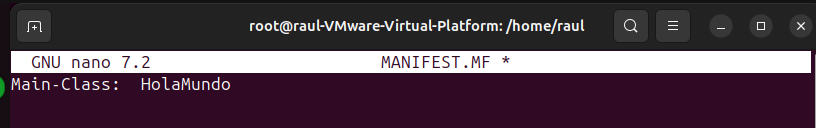 root@raul-VMware-Virtual-Platform: /home/raul
GNU nano 7.2 MANIFEST.MF *
Main-Class:  HolaMundo